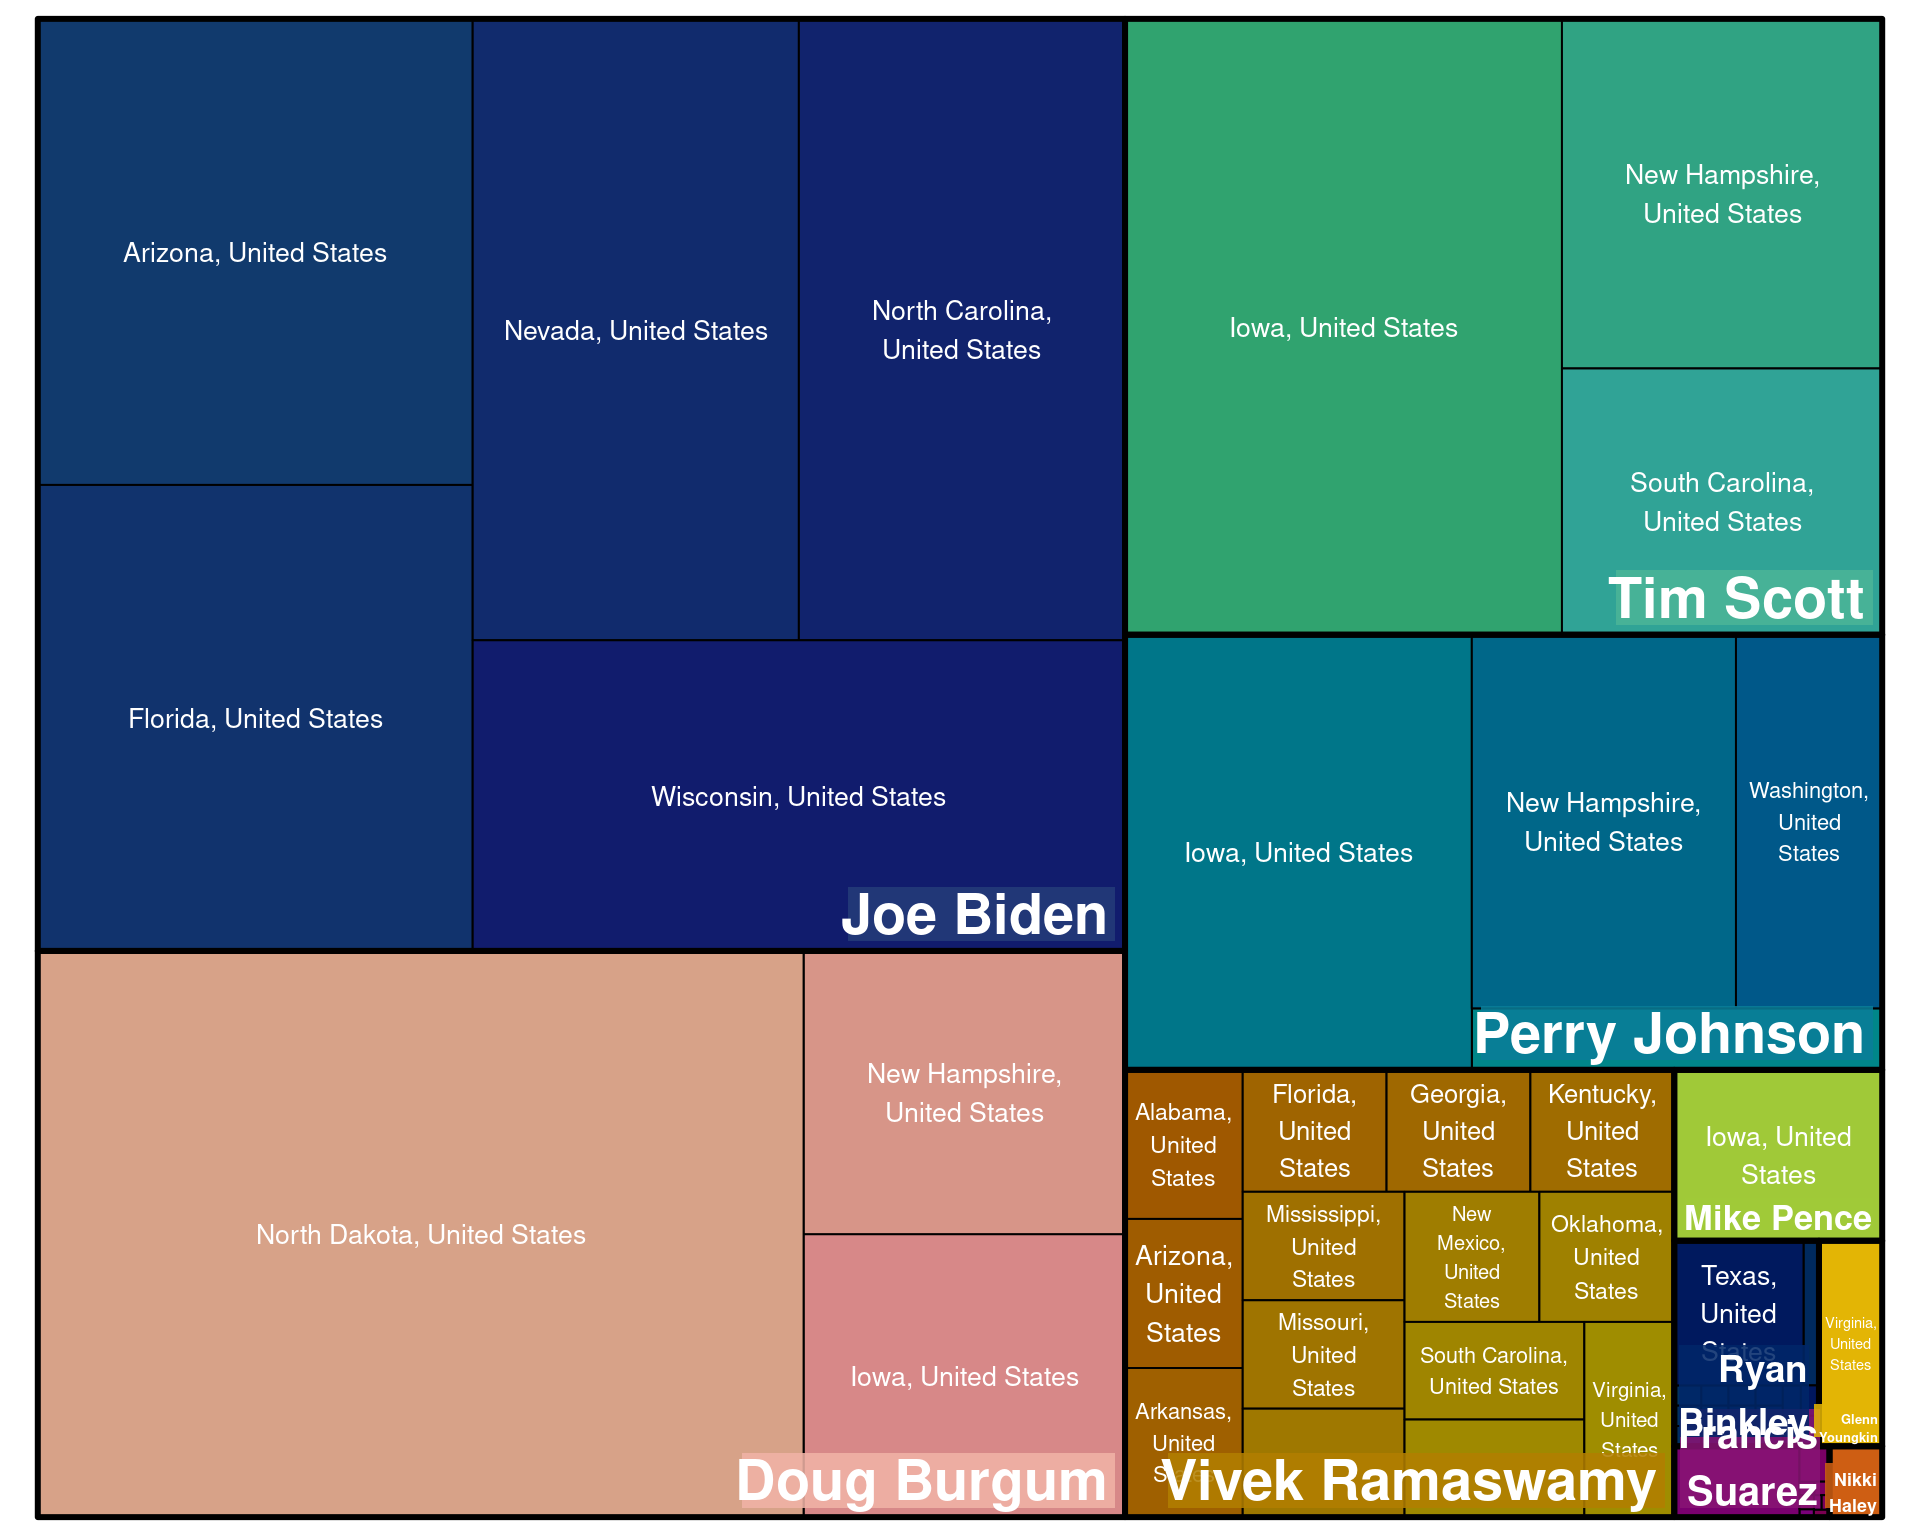 Arizona, United States
Florida, United States
Nevada, United States
North Carolina,
United States
Wisconsin, United States
Joe Biden
North Dakota, United States
New Hampshire,
United States
Iowa, United States
Doug Burgum
Iowa, United States
New Hampshire,
United States
South Carolina,
United States
Tim Scott
Iowa, United States
New Hampshire,
United States
Washington,
United
States
Perry Johnson
Alabama,
United
States
Arizona,
United
States
Arkansas,
United
Florida,
United
States
Georgia,
United
States
Kentucky,
United
States
Mississippi,
United
States
Missouri,
United
States
New
Mexico,
United
States
Oklahoma,
United
States
South Carolina,
United States
Virginia,
United
States
Vivek Ramaswamy
Iowa, United
States
Mike Pence
Texas,
United
States
Ryan
Binkley
Virginia,
United
States
Glenn
Youngkin
Francis
Suarez
Nikki
Haley